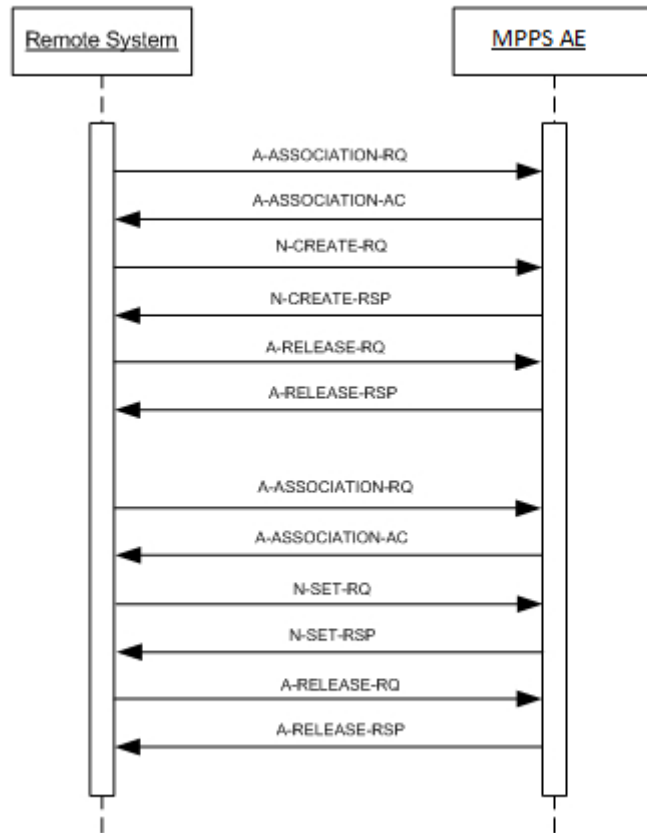 Remote System
MPPS AE
A-ASSOCIATION-RQ
A-ASSOCIATION-AC
N-CREATE-RQ
N-CREATE-RSP
A-RELEASE-RQ
A-RELEASE-RSP
A-ASSOCIATION-RQ
A-ASSOCIATION-AC
N-SET-RQ
N-SET-RSP
A-RELEASE-RQ
A-RELEASE-RSP